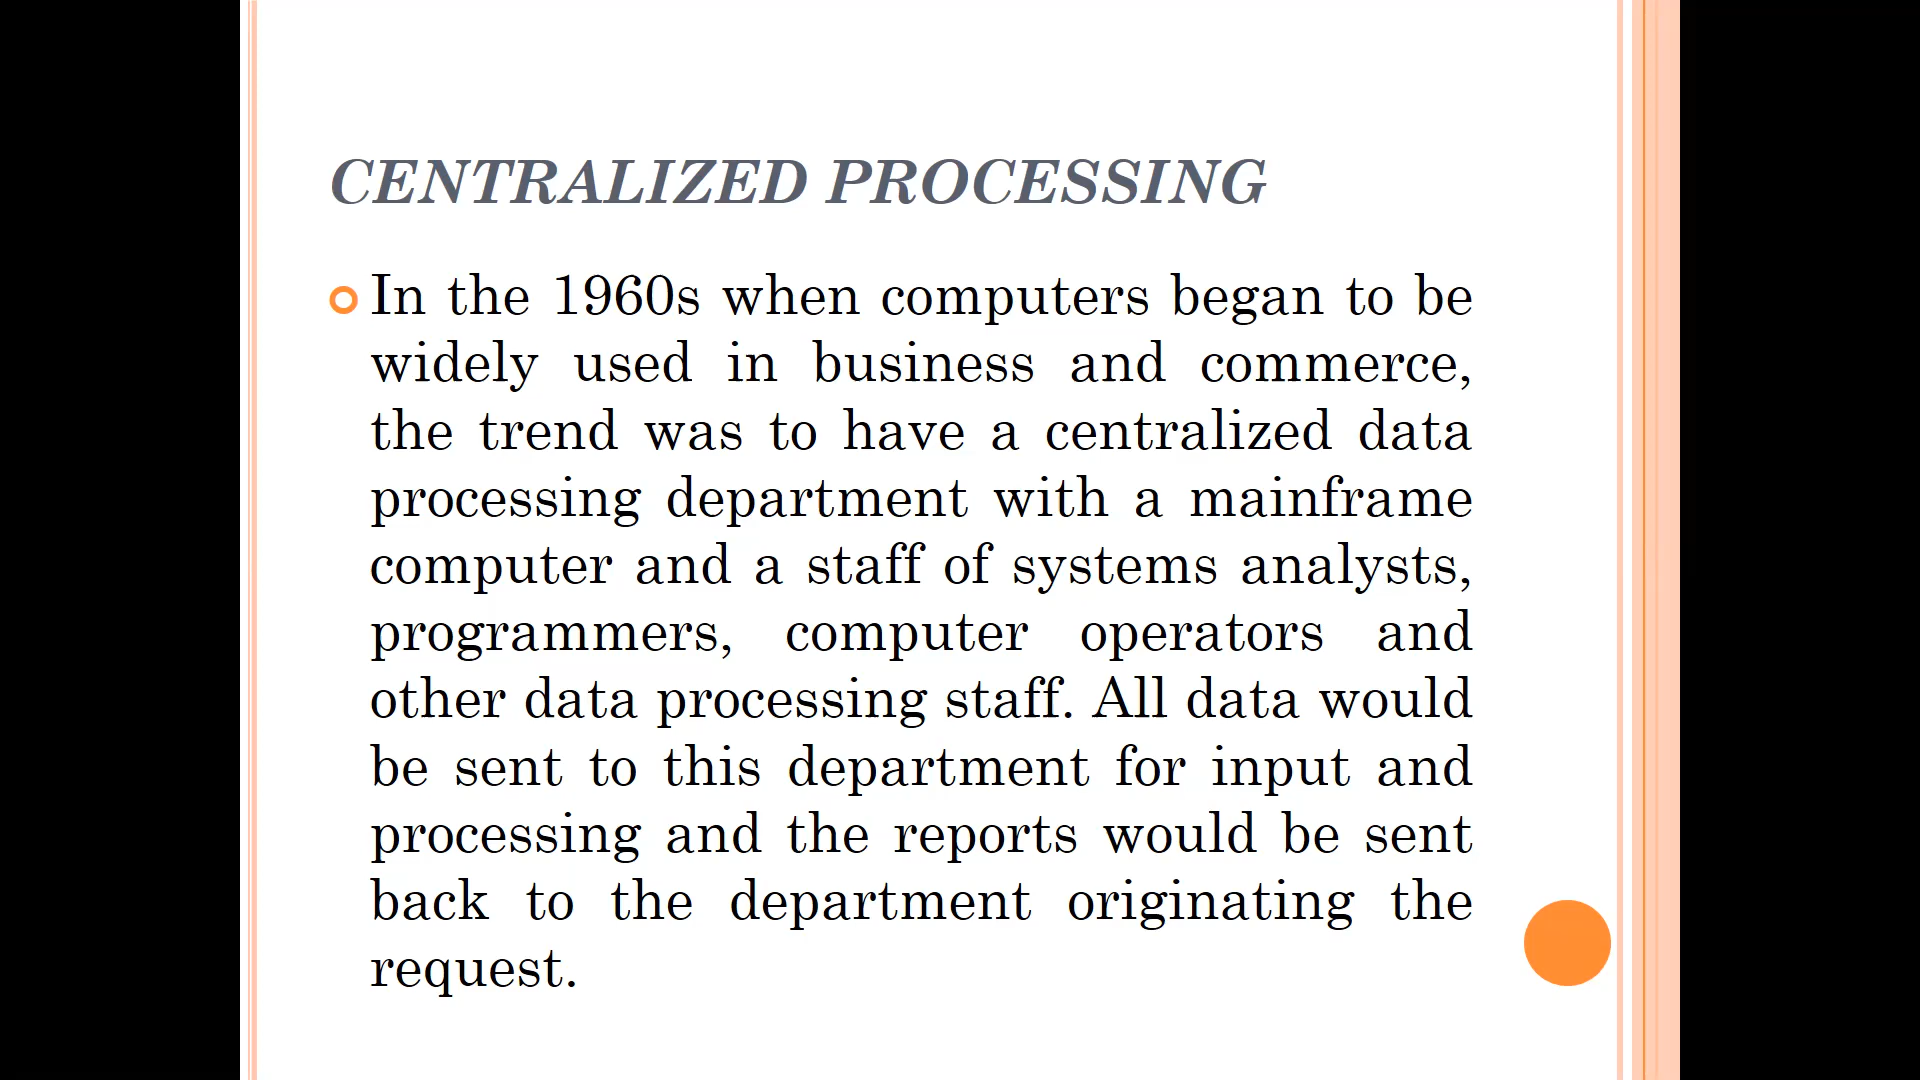 CENTRALIZED PROCESSING
In the 1960s when computers began to be
widely used in business and commerce,
the trend was to have a centralized data
processing department with a mainframe
computer and a staff of systems analysts,
programmers, computer operators and
other data processing staff. All data would
be sent to this department for input and
processing and the reports would be sent
back to the department originating the
request.